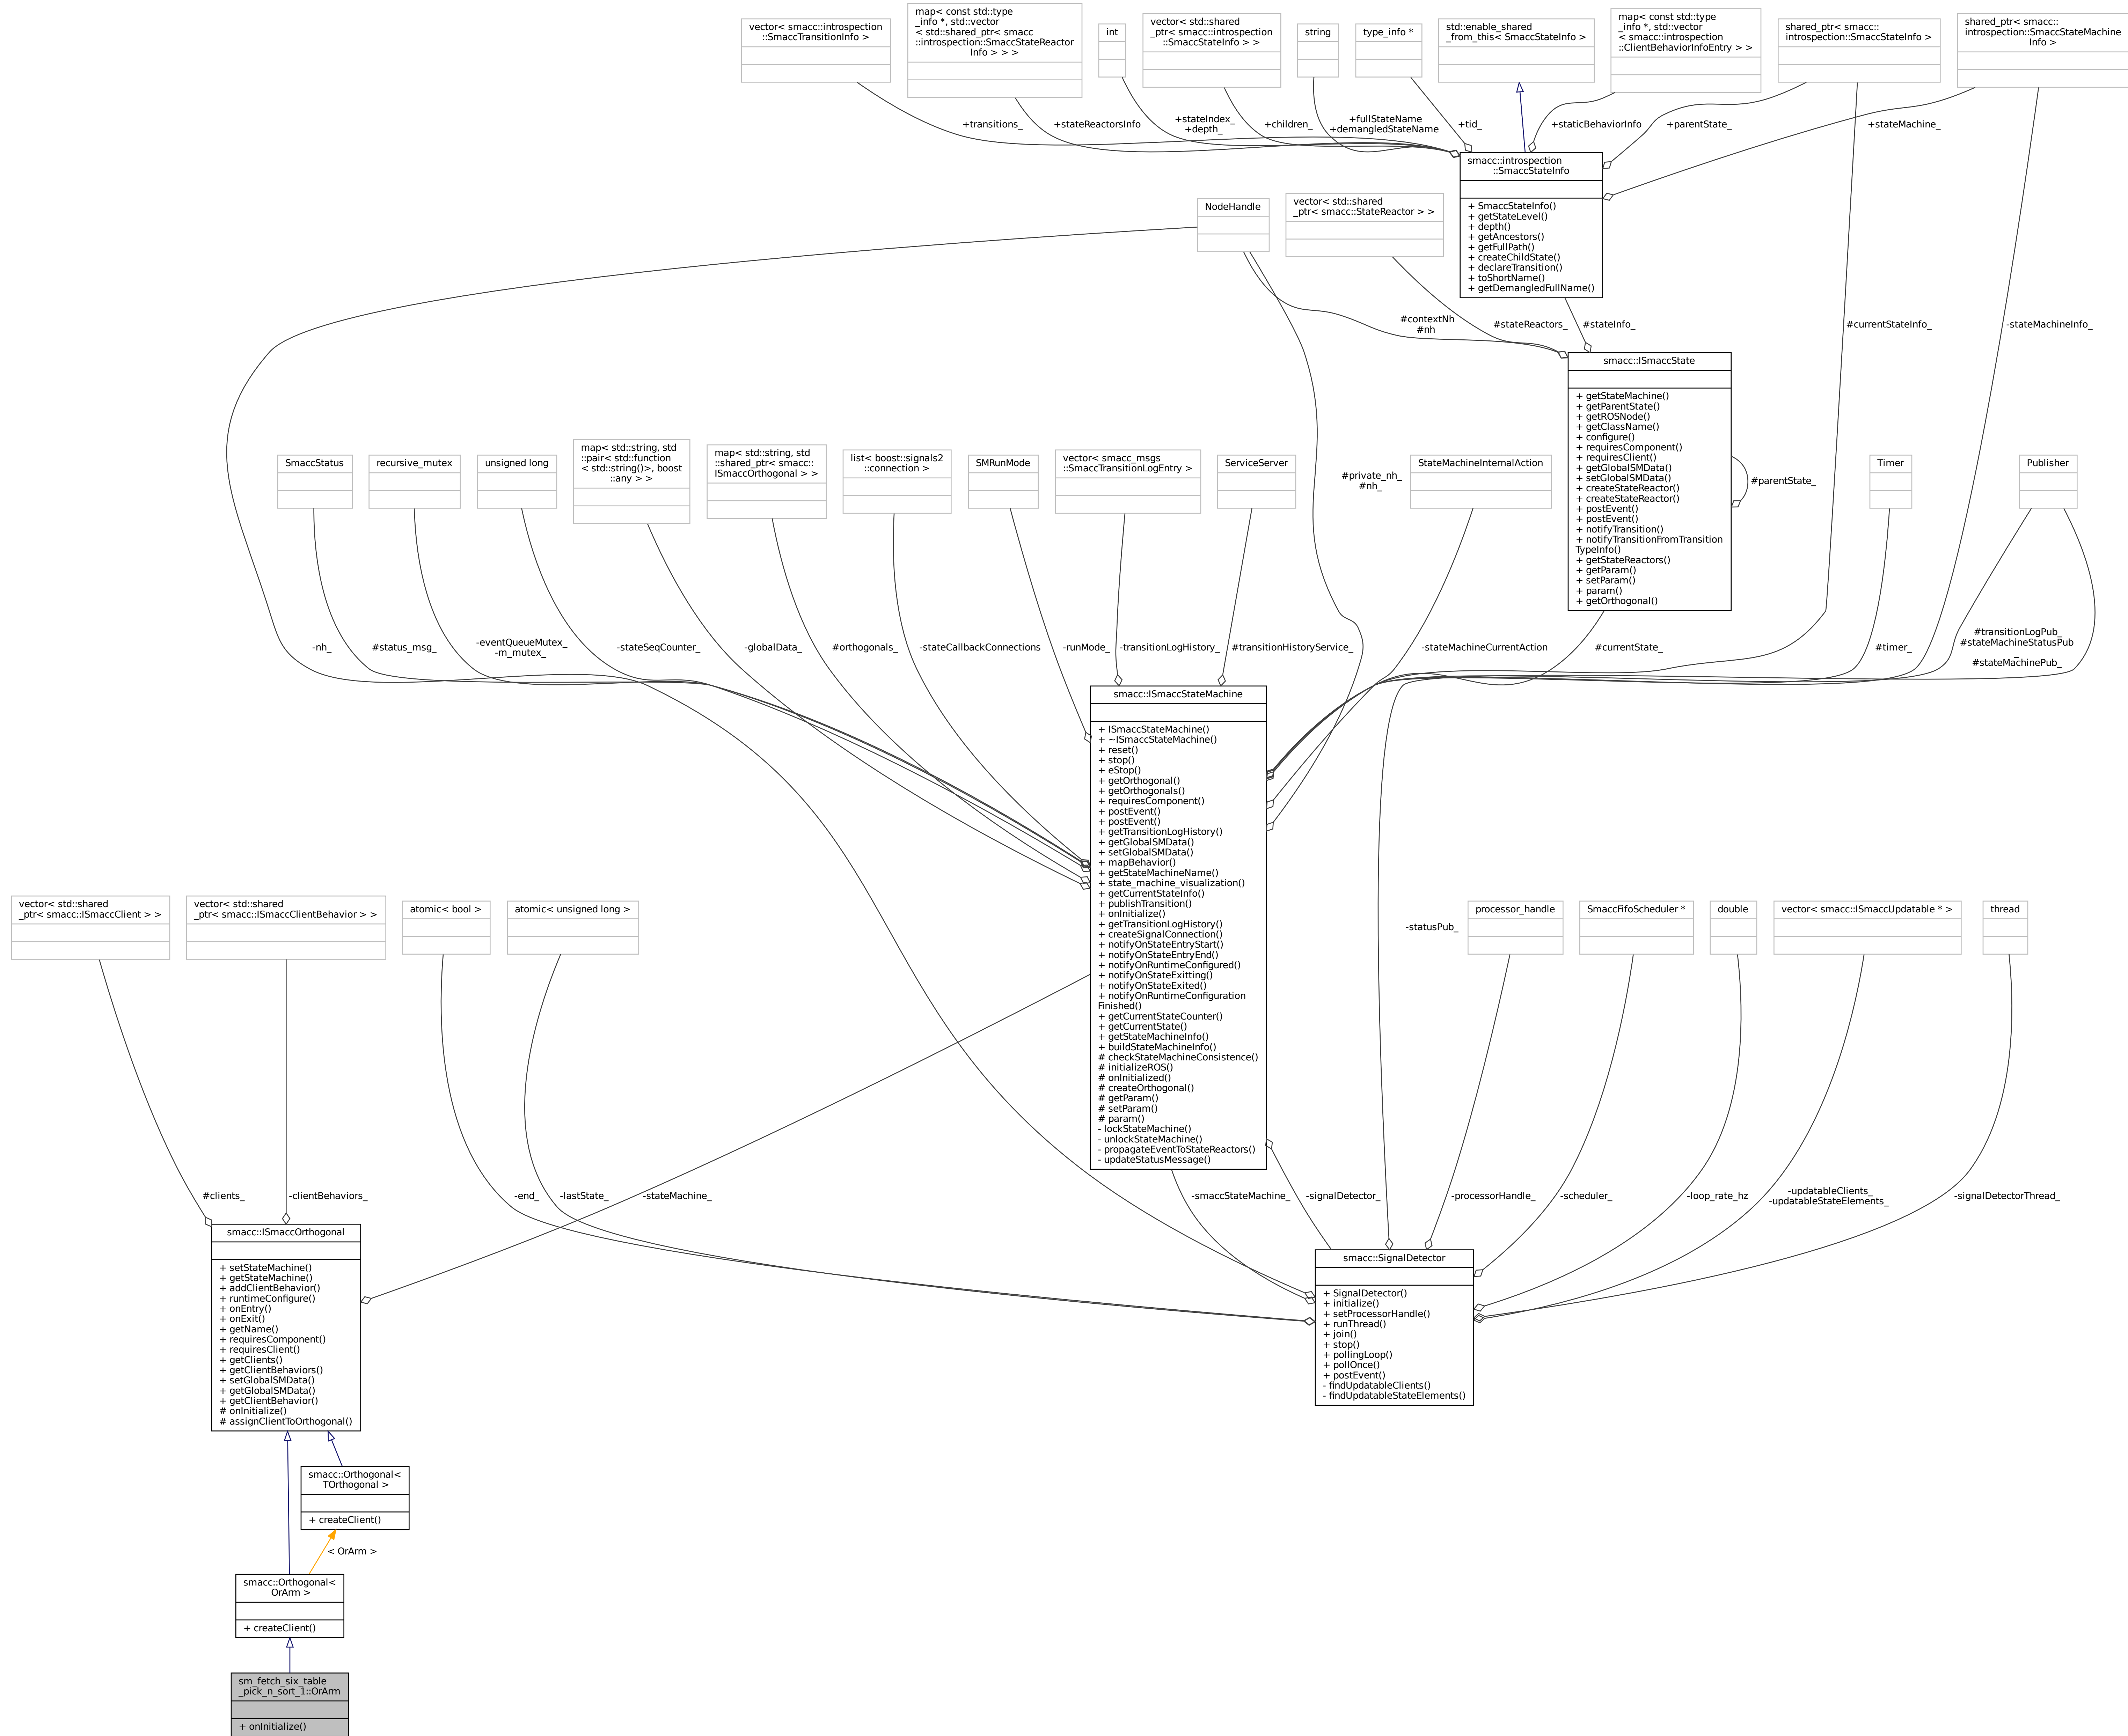 vector< smacc::introspection
::SmaccTransitionInfo >
map< const std::type
_info *, std::vector
< std::shared_ptr< smacc
::introspection::SmaccStateReactor
Info > > >
int
vector< std::shared
_ptr< smacc::introspection
::SmaccStateInfo > >
string
type_info *
std::enable_shared
_from_this< SmaccStateInfo >
map< const std::type
_info *, std::vector
< smacc::introspection
::ClientBehaviorInfoEntry > >
shared_ptr< smacc::
introspection::SmaccStateInfo >
shared_ptr< smacc::
introspection::SmaccStateMachine
Info >
+transitions_
+stateReactorsInfo
+stateIndex_
+depth_
+children_
+fullStateName
+demangledStateName
+tid_
+staticBehaviorInfo
+parentState_
+stateMachine_
smacc::introspection
::SmaccStateInfo
+ SmaccStateInfo()
+ getStateLevel()
+ depth()
+ getAncestors()
+ getFullPath()
+ createChildState()
+ declareTransition()
+ toShortName()
+ getDemangledFullName()
NodeHandle
vector< std::shared
_ptr< smacc::StateReactor > >
#contextNh
#nh
#stateReactors_
#stateInfo_
#currentStateInfo_
-stateMachineInfo_
smacc::ISmaccState
+ getStateMachine()
+ getParentState()
+ getROSNode()
+ getClassName()
+ configure()
+ requiresComponent()
+ requiresClient()
+ getGlobalSMData()
+ setGlobalSMData()
+ createStateReactor()
+ createStateReactor()
+ postEvent()
+ postEvent()
+ notifyTransition()
+ notifyTransitionFromTransition
TypeInfo()
+ getStateReactors()
+ getParam()
+ setParam()
+ param()
+ getOrthogonal()
#parentState_
SmaccStatus
recursive_mutex
unsigned long
map< std::string, std
::pair< std::function
< std::string()>, boost
::any > >
map< std::string, std
::shared_ptr< smacc::
ISmaccOrthogonal > >
list< boost::signals2
::connection >
SMRunMode
vector< smacc_msgs
::SmaccTransitionLogEntry >
ServiceServer
#private_nh_
#nh_
StateMachineInternalAction
Timer
Publisher
-nh_
#status_msg_
-eventQueueMutex_
-m_mutex_
-stateSeqCounter_
-globalData_
#orthogonals_
-stateCallbackConnections
-runMode_
-transitionLogHistory_
#transitionHistoryService_
-stateMachineCurrentAction
#currentState_
#timer_
#transitionLogPub_
#stateMachineStatusPub
_
#stateMachinePub_
smacc::ISmaccStateMachine
+ ISmaccStateMachine()
+ ~ISmaccStateMachine()
+ reset()
+ stop()
+ eStop()
+ getOrthogonal()
+ getOrthogonals()
+ requiresComponent()
+ postEvent()
+ postEvent()
+ getTransitionLogHistory()
+ getGlobalSMData()
+ setGlobalSMData()
+ mapBehavior()
+ getStateMachineName()
+ state_machine_visualization()
+ getCurrentStateInfo()
+ publishTransition()
+ onInitialize()
+ getTransitionLogHistory()
+ createSignalConnection()
+ notifyOnStateEntryStart()
+ notifyOnStateEntryEnd()
+ notifyOnRuntimeConfigured()
+ notifyOnStateExitting()
+ notifyOnStateExited()
+ notifyOnRuntimeConfiguration
Finished()
+ getCurrentStateCounter()
+ getCurrentState()
+ getStateMachineInfo()
+ buildStateMachineInfo()
# checkStateMachineConsistence()
# initializeROS()
# onInitialized()
# createOrthogonal()
# getParam()
# setParam()
# param()
- lockStateMachine()
- unlockStateMachine()
- propagateEventToStateReactors()
- updateStatusMessage()
vector< std::shared
_ptr< smacc::ISmaccClient > >
vector< std::shared
_ptr< smacc::ISmaccClientBehavior > >
atomic< bool >
atomic< unsigned long >
-statusPub_
processor_handle
SmaccFifoScheduler *
double
vector< smacc::ISmaccUpdatable * >
thread
#clients_
-clientBehaviors_
-end_
-lastState_
-stateMachine_
-smaccStateMachine_
-signalDetector_
-processorHandle_
-scheduler_
-loop_rate_hz
-updatableClients_
-updatableStateElements_
-signalDetectorThread_
smacc::ISmaccOrthogonal
+ setStateMachine()
+ getStateMachine()
+ addClientBehavior()
+ runtimeConfigure()
+ onEntry()
+ onExit()
+ getName()
+ requiresComponent()
+ requiresClient()
+ getClients()
+ getClientBehaviors()
+ setGlobalSMData()
+ getGlobalSMData()
+ getClientBehavior()
# onInitialize()
# assignClientToOrthogonal()
smacc::SignalDetector
+ SignalDetector()
+ initialize()
+ setProcessorHandle()
+ runThread()
+ join()
+ stop()
+ pollingLoop()
+ pollOnce()
+ postEvent()
- findUpdatableClients()
- findUpdatableStateElements()
smacc::Orthogonal<
TOrthogonal >
+ createClient()
< OrArm >
smacc::Orthogonal<
OrArm >
+ createClient()
sm_fetch_six_table
_pick_n_sort_1::OrArm
+ onInitialize()